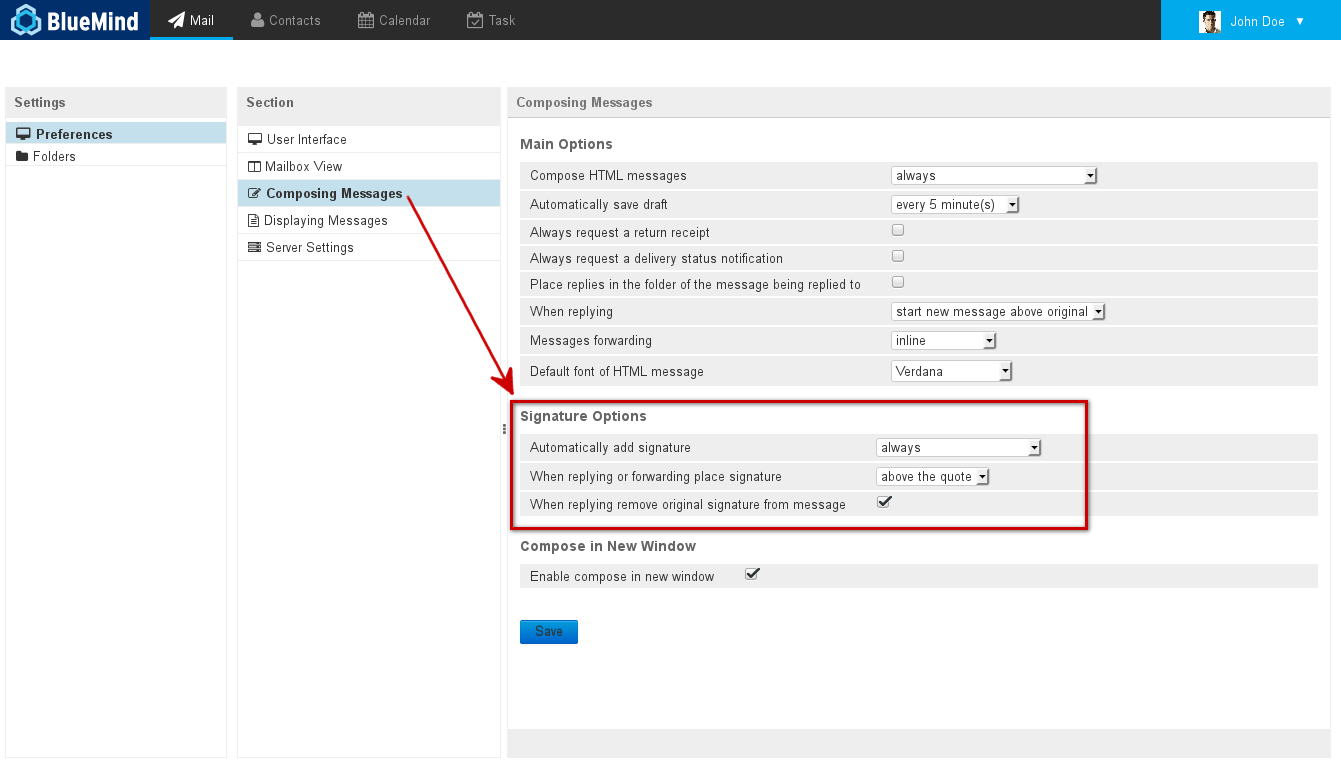 BlueMind Mail Contacts Calendar Task John Doe ▼
Settings
Preferences
Folders
Section
User Interface
Mailbox View
Composing Messages
Displaying Messages
Server Settings
Composing Messages
Main Options
Compose HTML messages always
Automatically save draft every 5 minute(s)
Always request a return receipt
Always request a delivery status notification
Place replies in the folder of the message being replied to
When replying start new message above original
Messages forwarding inline
Default font of HTML message Verdana
Signature Options
Automatically add signature always
When replying or forwarding place signature above the quote
When replying remove original signature from message
Compose in New Window
Enable compose in new window
Save